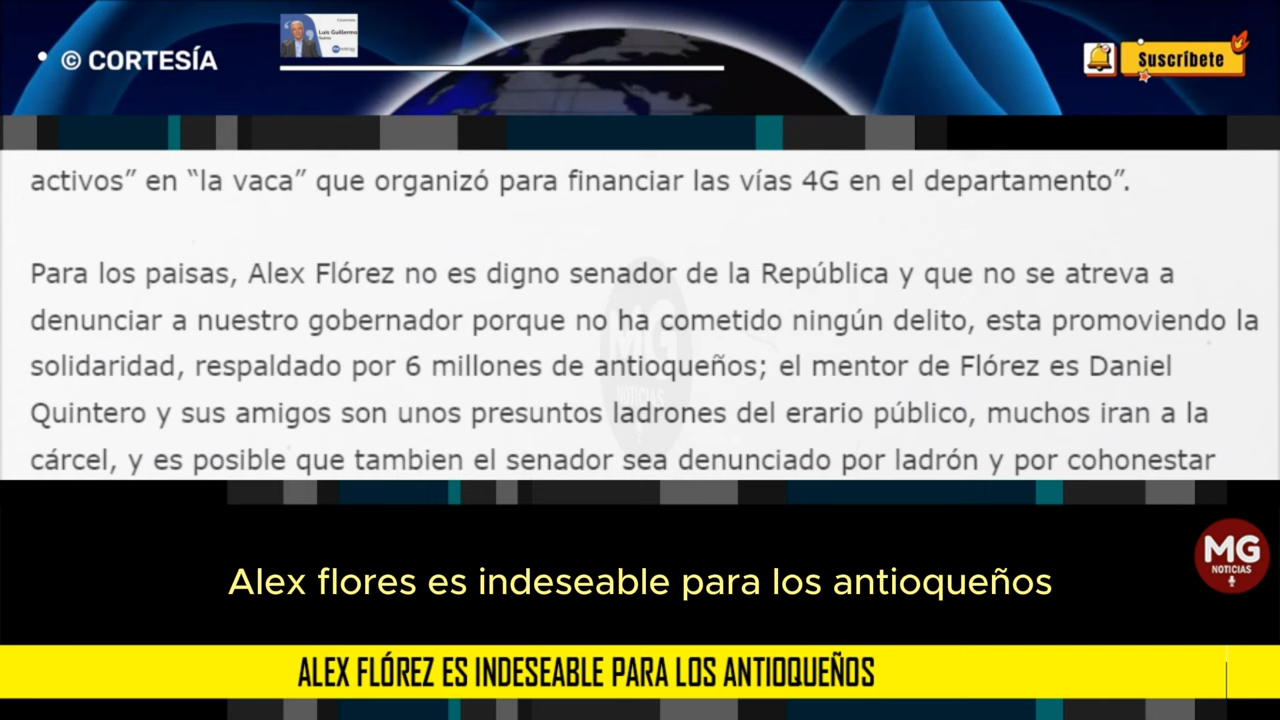 © CORTESÍA
Luis Guillermo
Suscríbete
activos” en “la vaca” que organizó para financiar las vías 4G en el departamento”.
Para los paisas, Alex Flórez no es digno senador de la República y que no se atreva a
denunciar a nuestro gobernador porque no ha cometido ningún delito, esta promoviendo la
solidaridad, respaldado por 6 millones de antioqueños; el mentor de Flórez es Daniel
Quintero y sus amigos son unos presuntos ladrones del erario público, muchos iran a la
cárcel, y es posible que tambien el senador sea denunciado por ladrón y por cohonestar
MG
NOTICIAS
Alex flores es indeseable para los antioqueños
MG
NOTICIAS
ALEX FLÓREZ ES INDESEABLE PARA LOS ANTIOQUEÑOS